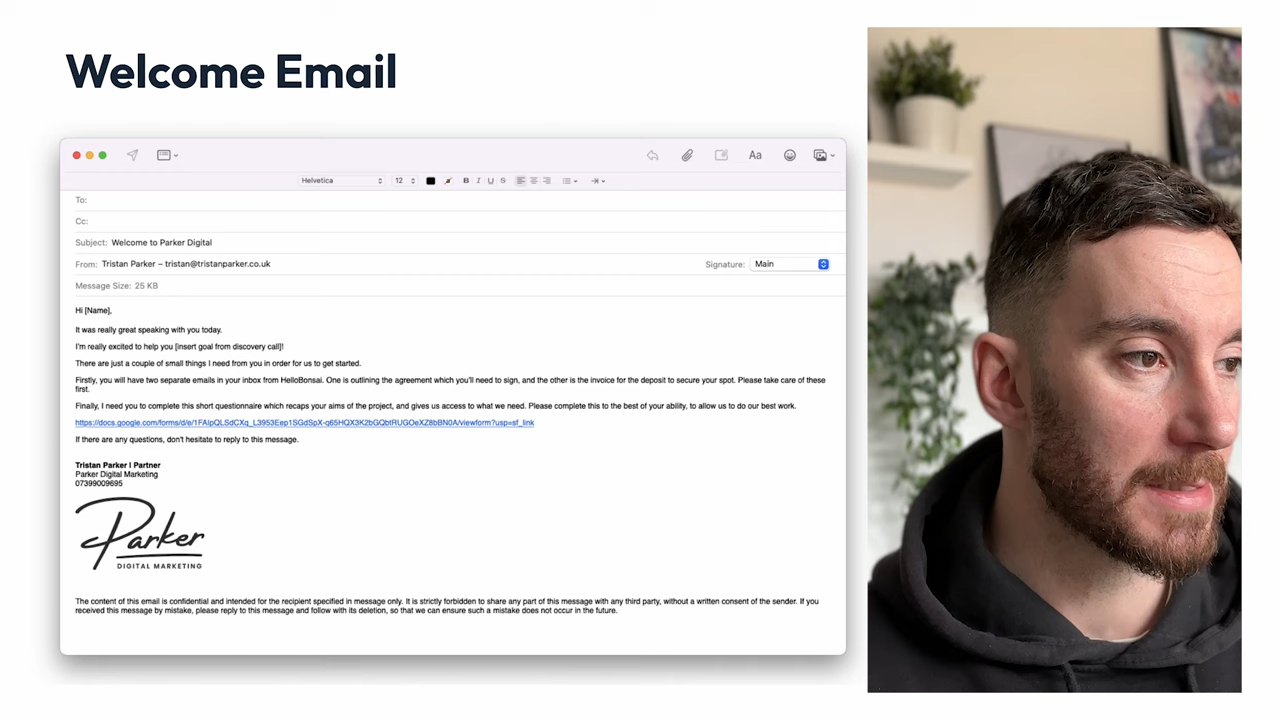 Welcome Email
Aa
Helvetica
12
B I U S
To:
Cc:
Subject: Welcome to Parker Digital
From: Tristan Parker – tristan@tristanparker.co.uk
Signature: Main
Message Size: 25 KB
Hi [Name],
It was really great speaking with you today.
I'm really excited to help you [insert goal from discovery call]!
There are just a couple of small things I need from you in order for us to get started.
Firstly, you will have two separate emails in your inbox from HelloBonsai. One is outlining the agreement which you'll need to sign, and the other is the invoice for the deposit to secure your spot. Please take care of these
first.
Finally, I need you to complete this short questionnaire which recaps your aims of the project, and gives us access to what we need. Please complete this to the best of your ability, to allow us to do our best work.
https://docs.google.com/forms/d/e/1FAIpQLSdCXq_L3953Eep1SGdSpX-q65HQX3K2bGQbtRUGOeXZ8bBN0A/viewform?usp=sf_link
If there are any questions, don't hesitate to reply to this message.
Tristan Parker | Partner
Parker Digital Marketing
07399009695
Parker
DIGITAL MARKETING
The content of this email is confidential and intended for the recipient specified in message only. It is strictly forbidden to share any part of this message with any third party, without a written consent of the sender. If you
received this message by mistake, please reply to this message and follow with its deletion, so that we can ensure such a mistake does not occur in the future.